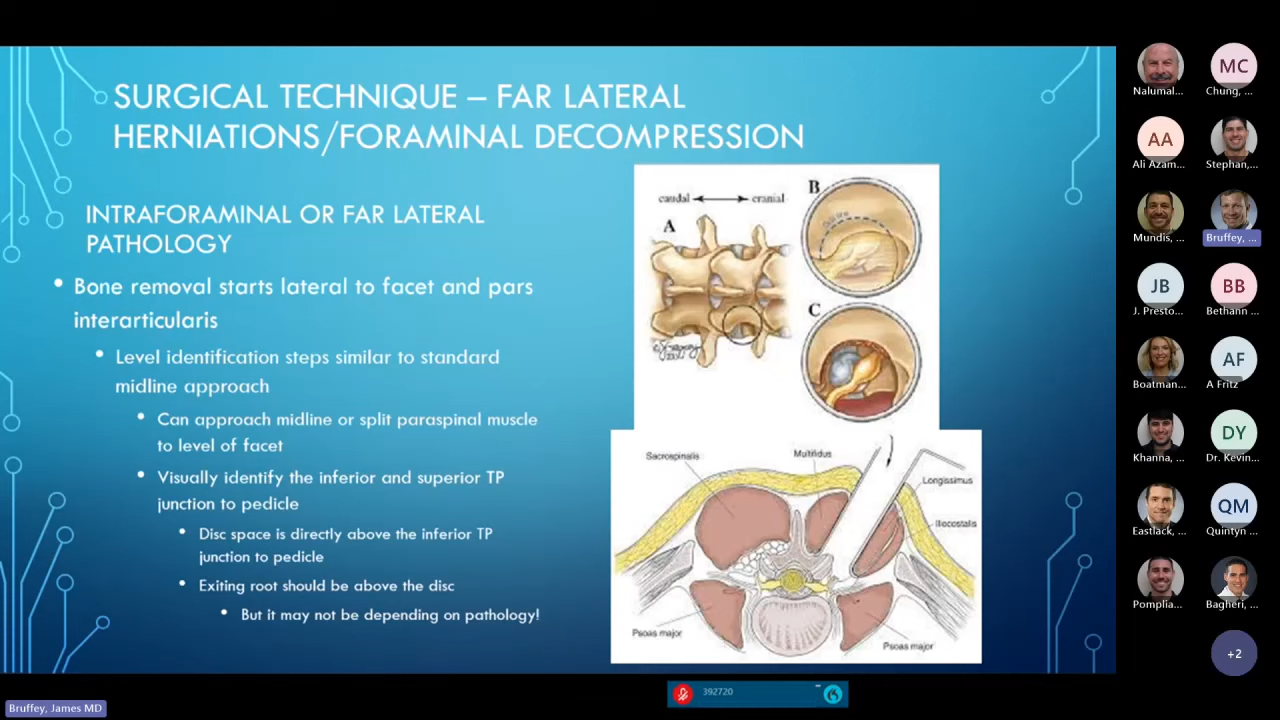 SURGICAL TECHNIQUE – FAR LATERAL
HERNIATIONS/FORAMINAL DECOMPRESSION
INTRAFORAMINAL OR FAR LATERAL
PATHOLOGY
• Bone removal starts lateral to facet and pars
interarticularis
• Level identification steps similar to standard
midline approach
• Can approach midline or split paraspinal muscle
to level of facet
• Visually identify the inferior and superior TP
junction to pedicle
• Disc space is directly above the inferior TP
junction to pedicle
• Exiting root should be above the disc
• But it may not be depending on pathology!
caudal cranial
A
B
C
Sacrospinalis
Multifidus
Longissimus
Iliocostalis
Psoas major
Psoas major
Nalumal...
MC
Chung, ...
AA
Ali Azam...
Stephan,...
Mundis, ...
Bruffey, ...
JB
J. Presto...
BB
Bethann ...
Boatman...
AF
A Fritz
Khanna, ...
DY
Dr. Kevin...
Eastlack, ...
QM
Quintyn ...
Pomplia...
Bagheri, ...
+2
392720
Bruffey, James MD